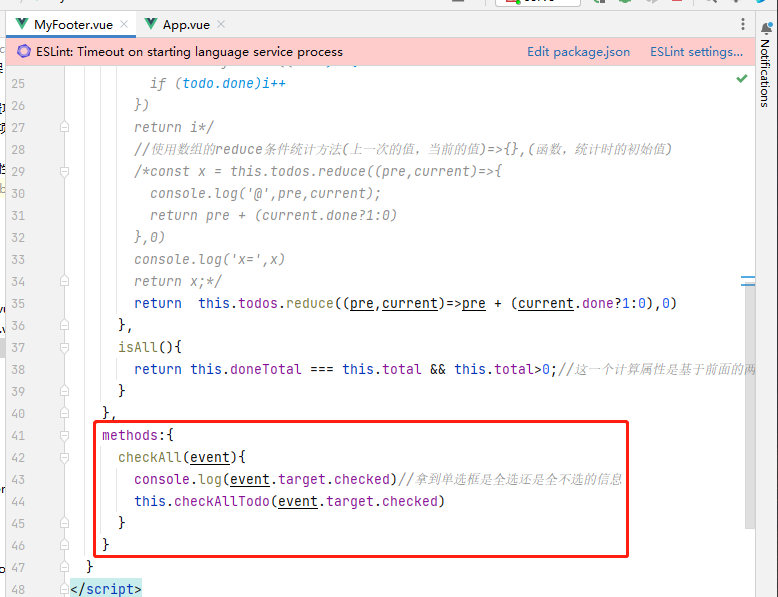 MyFooter.vue
App.vue
ESLint: Timeout on starting language service process
Edit package.json
ESLint settings...
Notifications
25 if (todo.done)i++
26 })
27 return i*/
28 //使用数组的reduce条件统计方法(上一次的值，当前的值)=>{},(函数，统计时的初始值)
29 /*const x = this.todos.reduce((pre,current)=>{
30 console.log('@',pre,current);
31 return pre + (current.done?1:0)
32 },0)
33 console.log('x=',x)
34 return x;*/
35 return this.todos.reduce((pre,current)=>pre + (current.done?1:0),0)
36 },
37 isAll(){
38 return this.doneTotal === this.total && this.total>0;//这一个计算属性是基于前面的两
39 }
40 },
41 methods:{
42 checkAll(event){
43 console.log(event.target.checked)//拿到单选框是全选还是全不选的信息
44 this.checkAllTodo(event.target.checked)
45 }
46 }
47 }
48 </script>